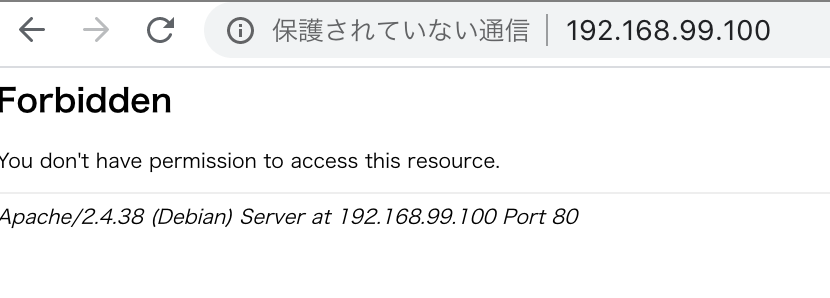 保護されていない通信 | 192.168.99.100
Forbidden
You don't have permission to access this resource.
Apache/2.4.38 (Debian) Server at 192.168.99.100 Port 80